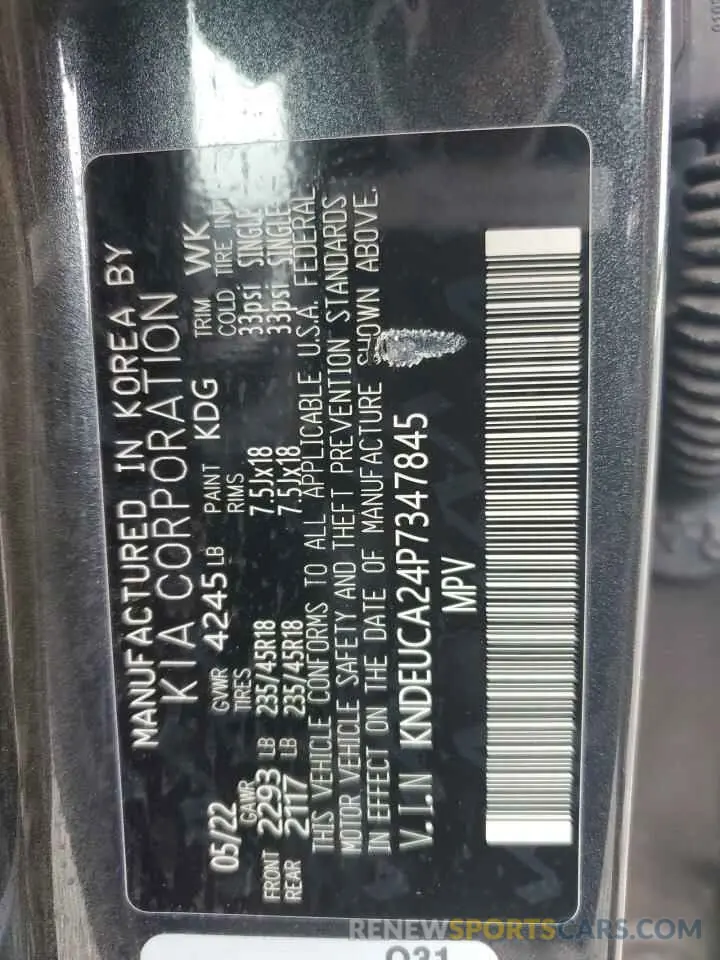 MANUFACTURED IN KOREA BY
KIA CORPORATION
05/22 GVWR 4245 LB PAINT KDG TRIM WK
GAWR TIRES RIMS COLD TIRE
FRONT 2293 LB 235/45R18 7.5Jx18 33psi SINGLE
REAR 2117 LB 235/45R18 7.5Jx18 33psi SINGLE
THIS VEHICLE CONFORMS TO ALL APPLICABLE U.S.A. FEDERAL
MOTOR VEHICLE SAFETY AND THEFT PREVENTION STANDARDS
IN EFFECT ON THE DATE OF MANUFACTURE SHOWN ABOVE.
V.I.N KNDEUCA24P7347845
MPV
RENEWSPORTSCARS.COM